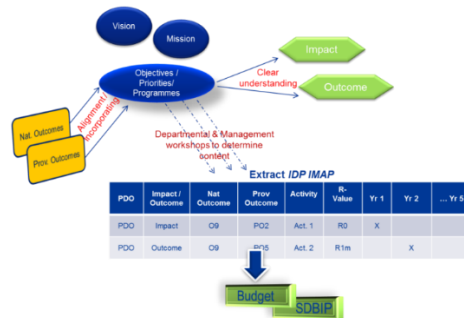 Vision
Mission
Impact
Objectives /
Priorities/
Programmes
Clear
understanding
Outcome
Alignment/
Incorporating
Nat. Outcomes
Prov. Outcomes
Departmental & Management
workshops to determine
content
Extract IDP IMAP
PDO Impact / Outcome Nat Outcome Prov Outcome Activity R-Value Yr 1 Yr 2 ... Yr 5
PDO Impact O9 PO2 Act. 1 R0 X
PDO Outcome O9 PO5 Act. 2 R1m X
Budget
SDBIP